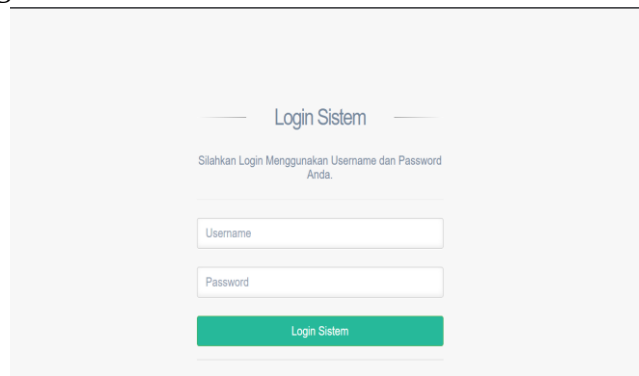 Login Sistem
Silahkan Login Menggunakan Username dan Password
Anda.
Username
Password
Login Sistem